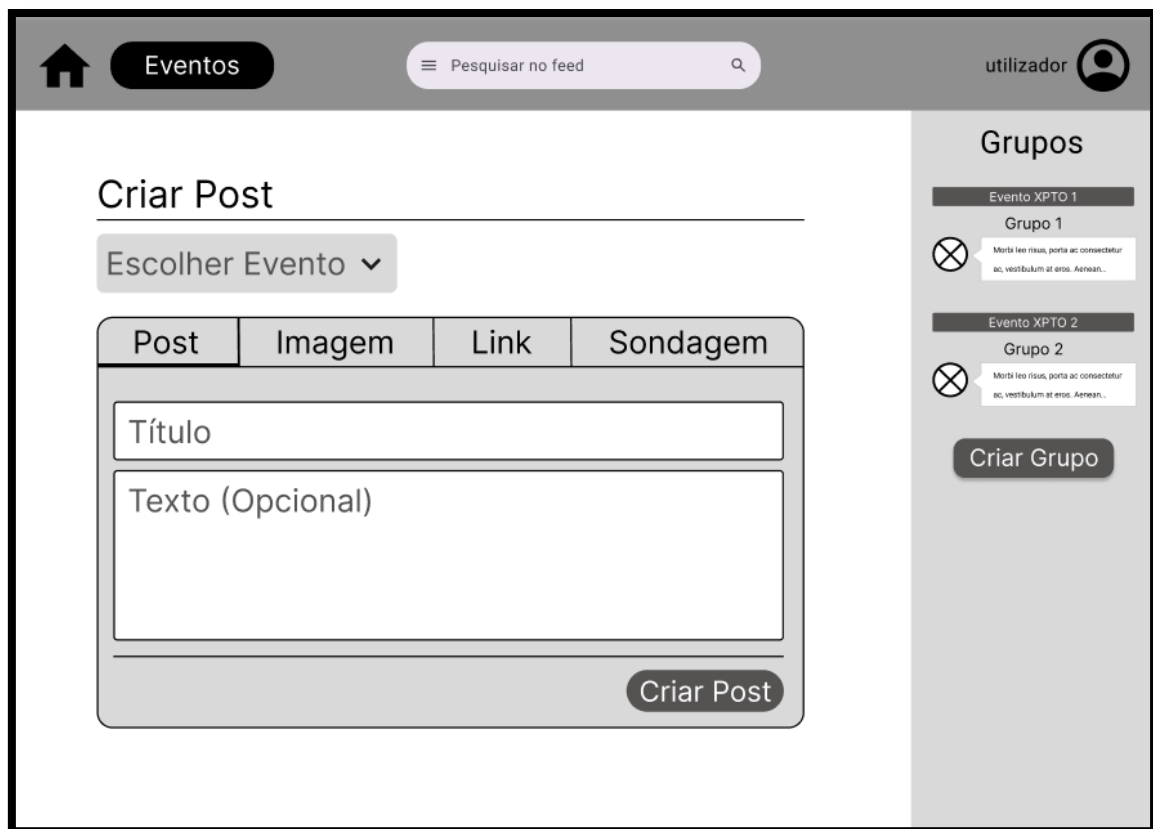 Eventos
Pesquisar no feed
utilizador
Criar Post
Escolher Evento
Post
Imagem
Link
Sondagem
Título
Texto (Opcional)
Criar Post
Grupos
Evento XPTO 1
Grupo 1
Morbi leo risus, porta ac consectetur
ac, vestibulum at eros. Aenean...
Evento XPTO 2
Grupo 2
Morbi leo risus, porta ac consectetur
ac, vestibulum at eros. Aenean...
Criar Grupo